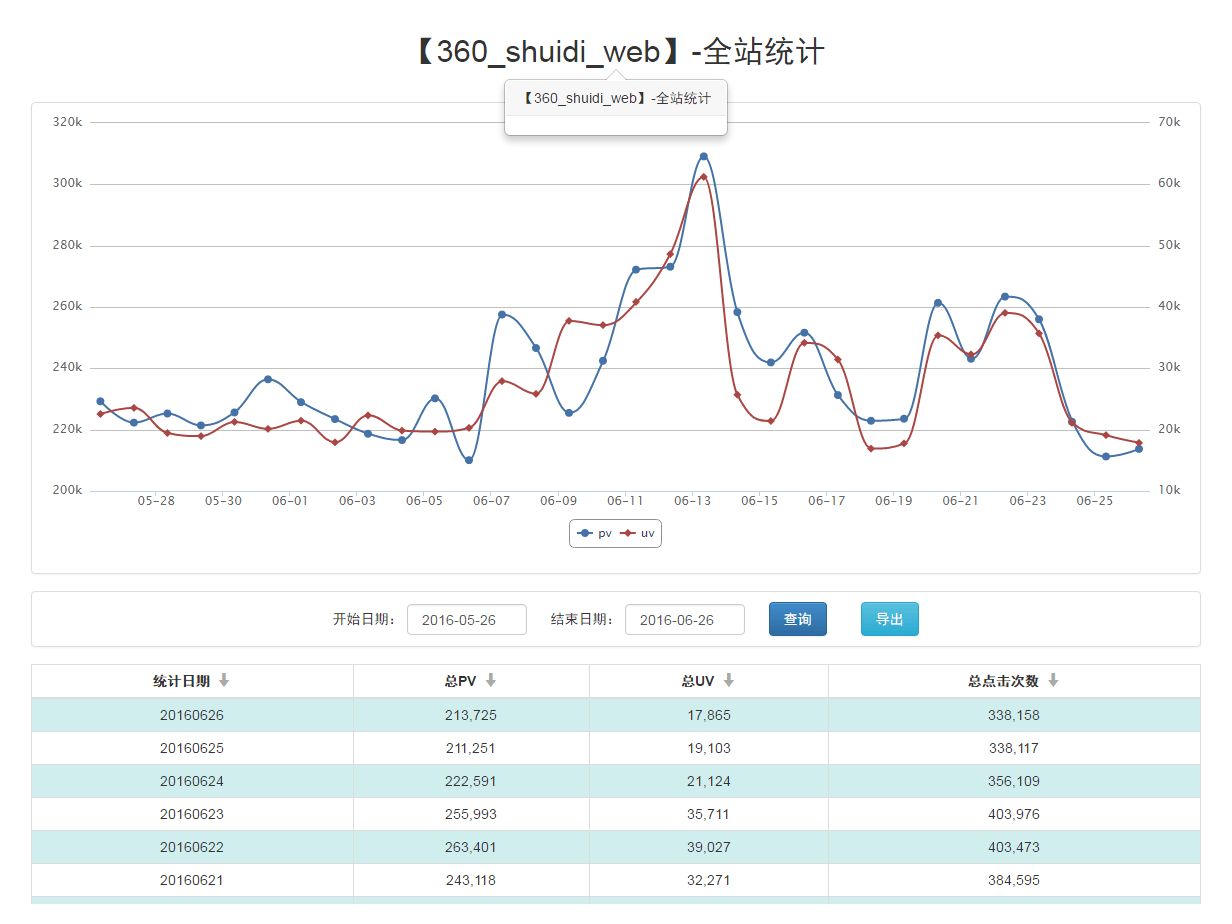 【360_shuidi_web】-全站统计
【360_shuidi_web】-全站统计
320k 70k
300k 60k
280k 50k
260k 40k
240k 30k
220k 20k
200k 10k
05-28 05-30 06-01 06-03 06-05 06-07 06-09 06-11 06-13 06-15 06-17 06-19 06-21 06-23 06-25
pv uv
开始日期： 2016-05-26 结束日期： 2016-06-26 查询 导出
统计日期 总PV 总UV 总点击次数
20160626 213,725 17,865 338,158
20160625 211,251 19,103 338,117
20160624 222,591 21,124 356,109
20160623 255,993 35,711 403,976
20160622 263,401 39,027 403,473
20160621 243,118 32,271 384,595